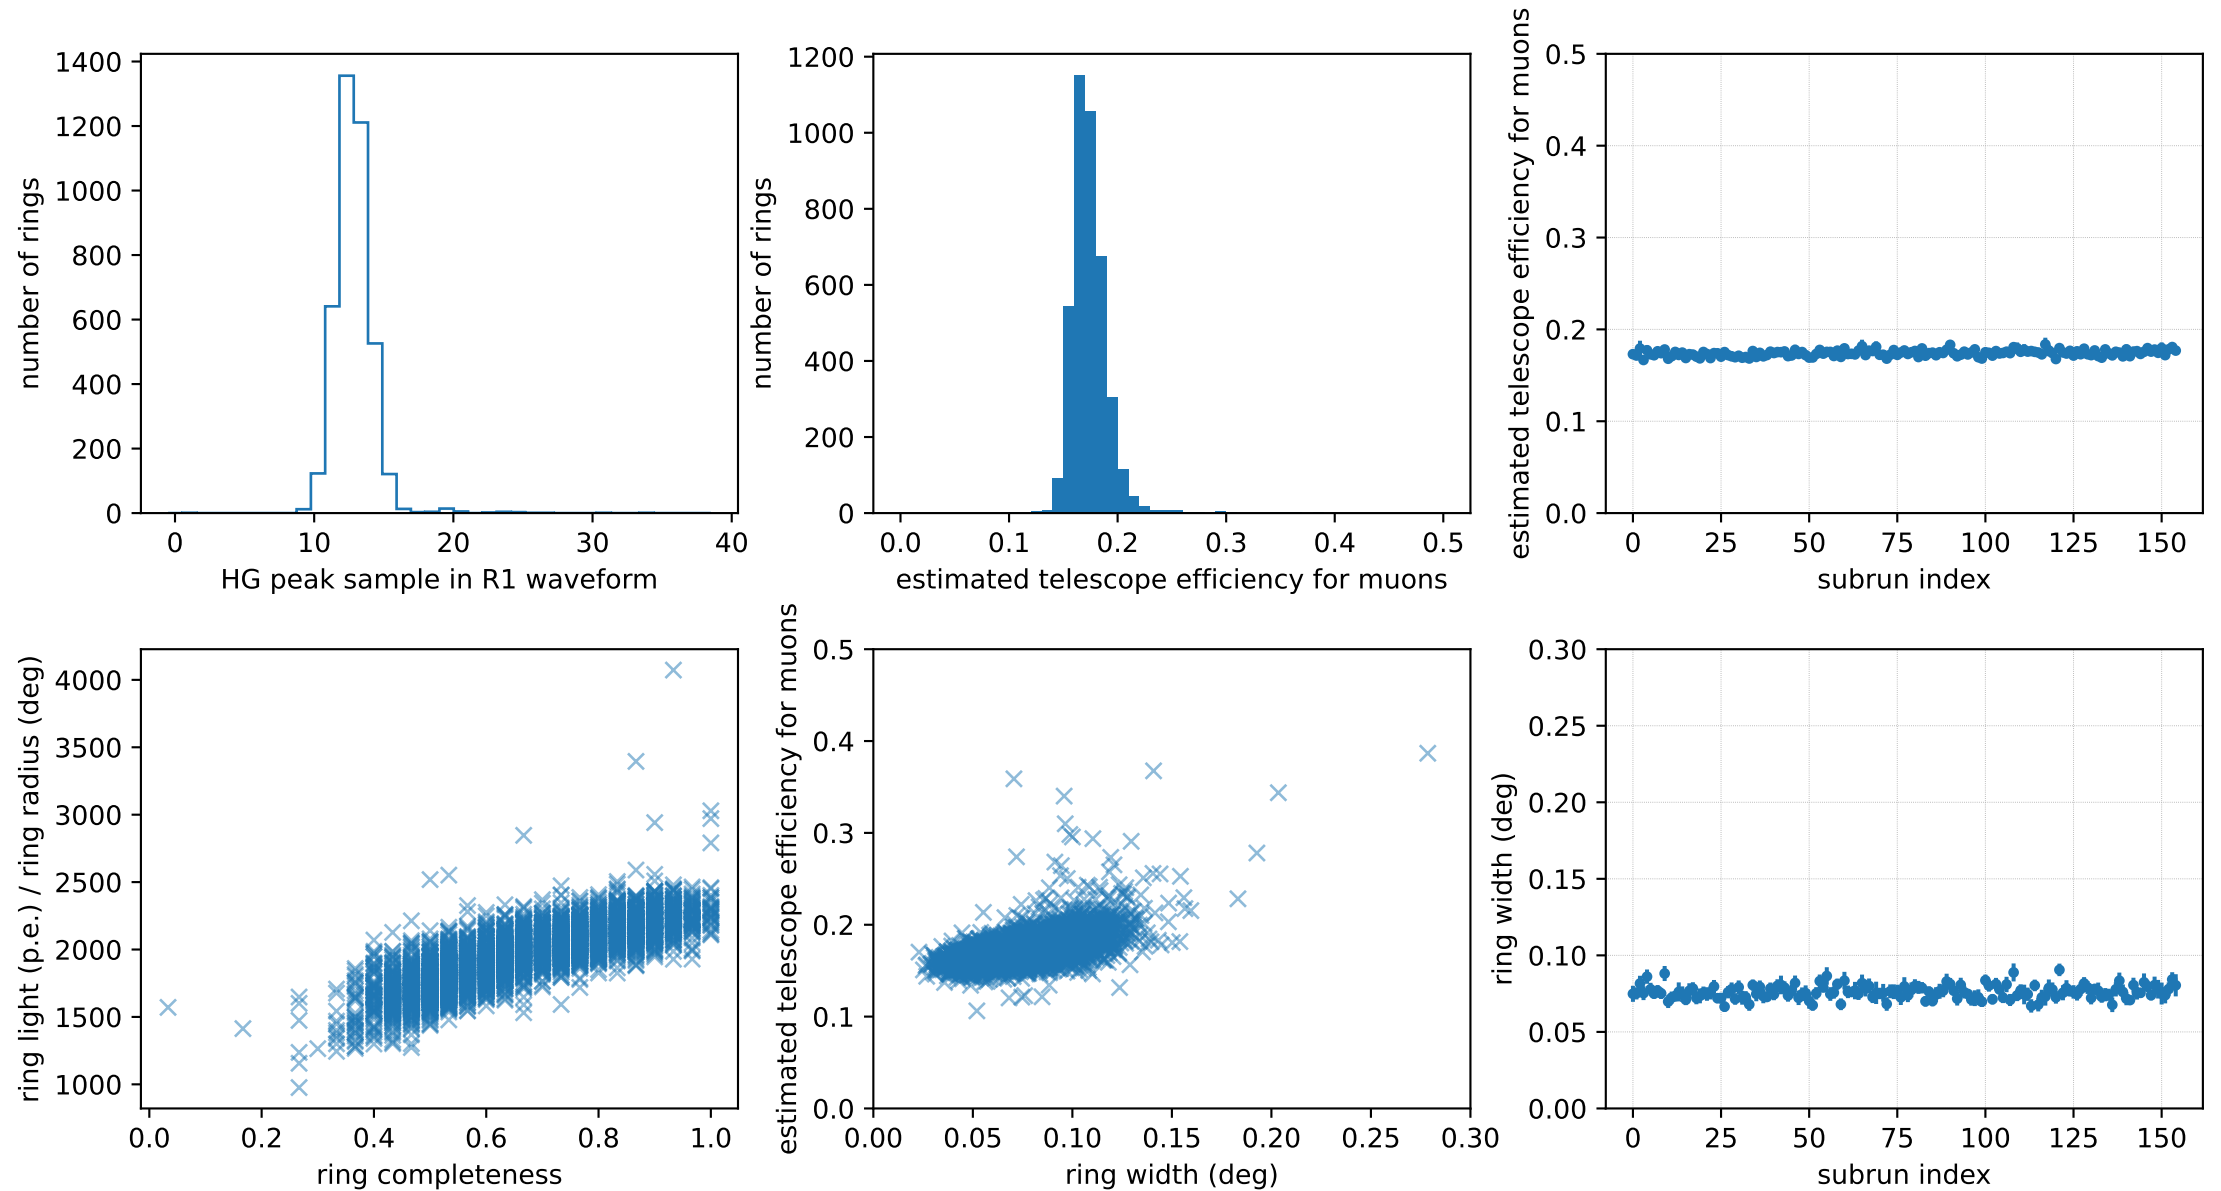 number of rings
1400
1200
1000
800
600
400
200
0
0 10 20 30 40
HG peak sample in R1 waveform
number of rings
1200
1000
800
600
400
200
0
0.0 0.1 0.2 0.3 0.4 0.5
estimated telescope efficiency for muons
estimated telescope efficiency for muons
0.5
0.4
0.3
0.2
0.1
0.0
0 25 50 75 100 125 150
subrun index
ring light (p.e.) / ring radius (deg)
4000
3500
3000
2500
2000
1500
1000
0.0 0.2 0.4 0.6 0.8 1.0
ring completeness
estimated telescope efficiency for muons
0.5
0.4
0.3
0.2
0.1
0.0
0.00 0.05 0.10 0.15 0.20 0.25 0.30
ring width (deg)
ring width (deg)
0.30
0.25
0.20
0.15
0.10
0.05
0.00
0 25 50 75 100 125 150
subrun index